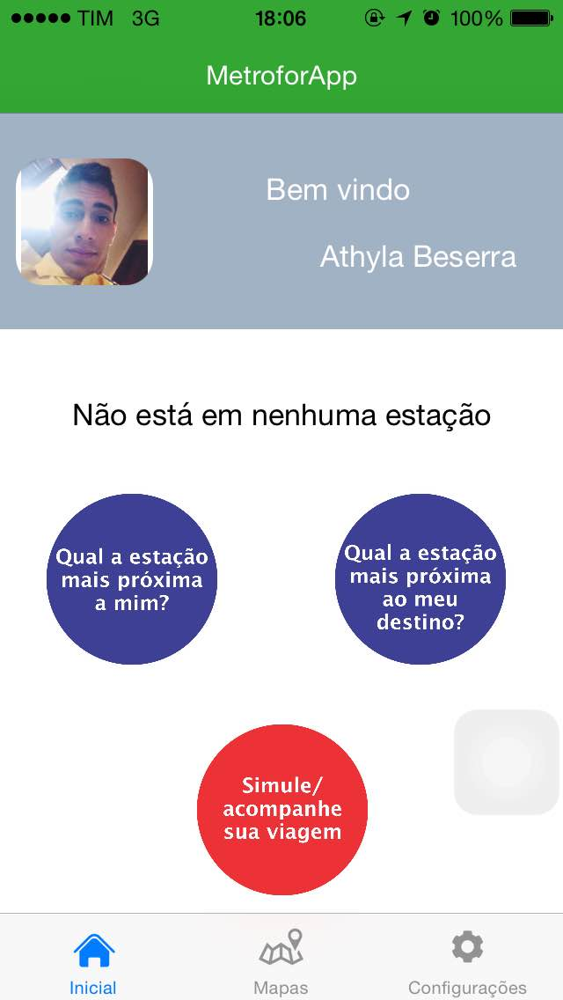 TIM 3G 18:06 100%
MetroforApp
Bem vindo
Athyla Beserra
Não está em nenhuma estação
Qual a estação
mais próxima
a mim?
Qual a estação
mais próxima
ao meu
destino?
Simule/
acompanhe
sua viagem
Inicial Mapas Configurações